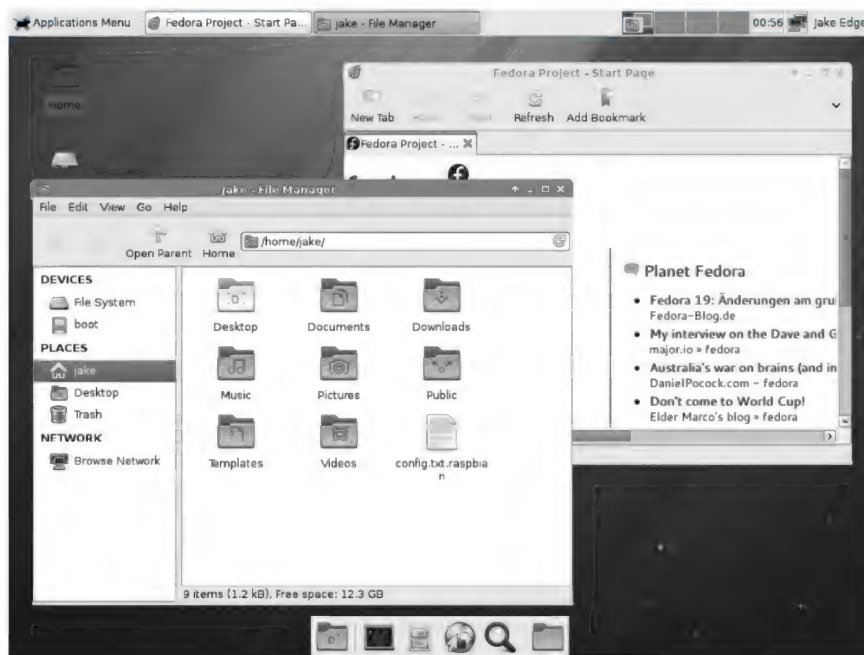 Applications Menu
Fedora Project - Start Pa...
jake - File Manager
00:56
Jake Edge
Home
Fedora Project - Start Page
New Tab
Refresh
Add Bookmark
Fedora Project - ...
jake - File Manager
File Edit View Go Help
Open Parent
Home
/home/jake/
DEVICES
File System
boot
PLACES
jake
Desktop
Trash
NETWORK
Browse Network
Desktop
Documents
Downloads
Music
Pictures
Public
Templates
Videos
config.txt.raspbia
n
9 items (1.2 kB), Free space: 12.3 GB
Planet Fedora
Fedora 19: Änderungen am gru
Fedora-Blog.de
My interview on the Dave and G
major.io » fedora
Australia's war on brains (and in
DanielPocock.com - fedora
Don't come to World Cup!
Elder Marco's blog » fedora